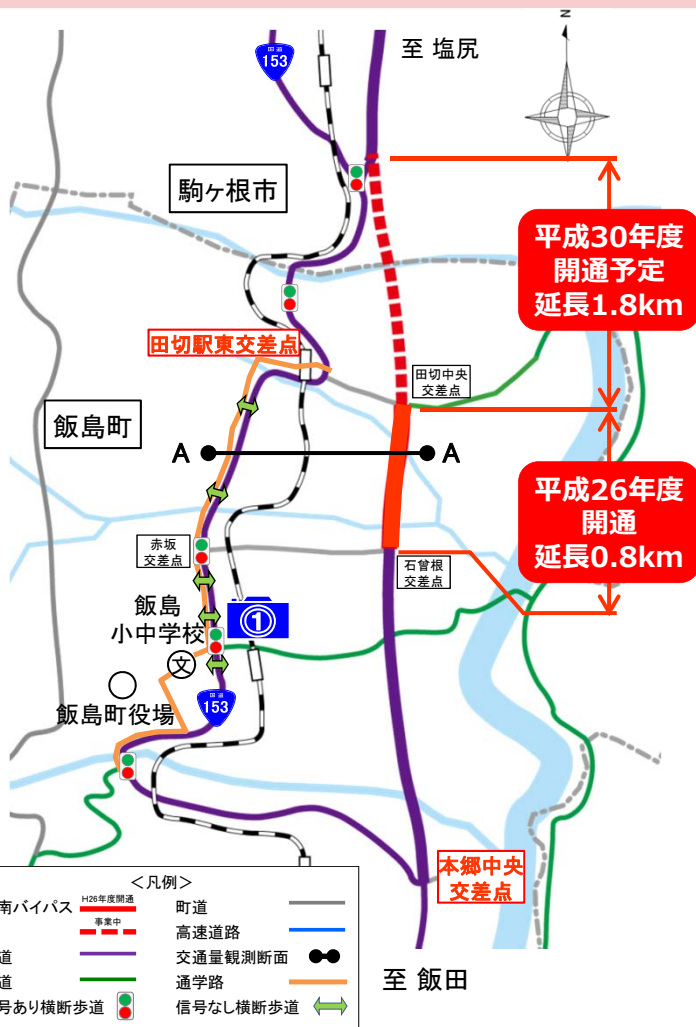 N
至 塩尻
国道
153
駒ヶ根市
平成30年度
開通予定
延長1.8km
田切駅東交差点
田切中央
交差点
飯島町
A
A
平成26年度
開通
延長0.8km
赤坂
交差点
石曽根
交差点
飯島
小中学校
①
文
飯島町役場
国道
153
本郷中央
交差点
至 飯田
＜凡例＞
南バイパス
H26年度開通
事業中
町道
高速道路
道
交通量観測断面
道
通学路
号あり横断歩道
信号なし横断歩道